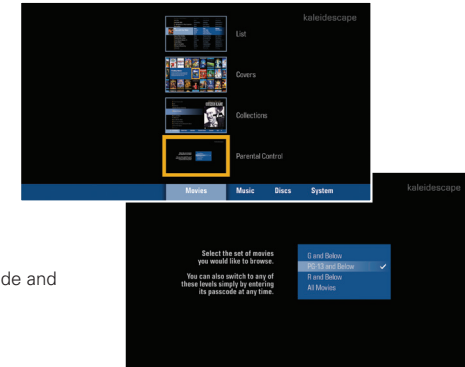 kaleidescape
List
Covers
Collections
Parental Control
Movies Music Discs System
kaleidescape
Select the set of movies
you would like to browse.
You can also switch to any of
these levels simply by entering
its passcode at any time.
G and Below
PG-13 and Below
R and Below
All Movies
de and